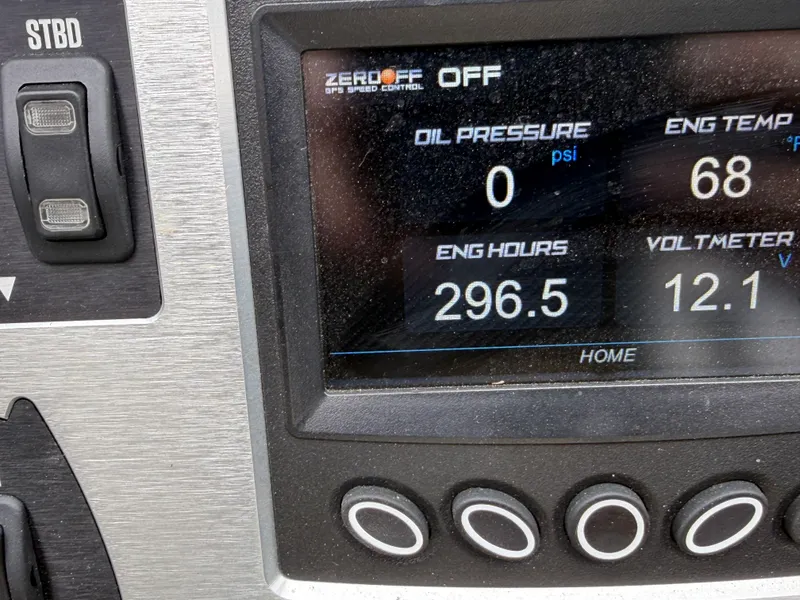 STBD
ZEROOFF OFF
GPS SPEED CONTROL
OIL PRESSURE
psi
0
ENG TEMP
°F
68
ENG HOURS
296.5
VOLTMETER
V
12.1
HOME